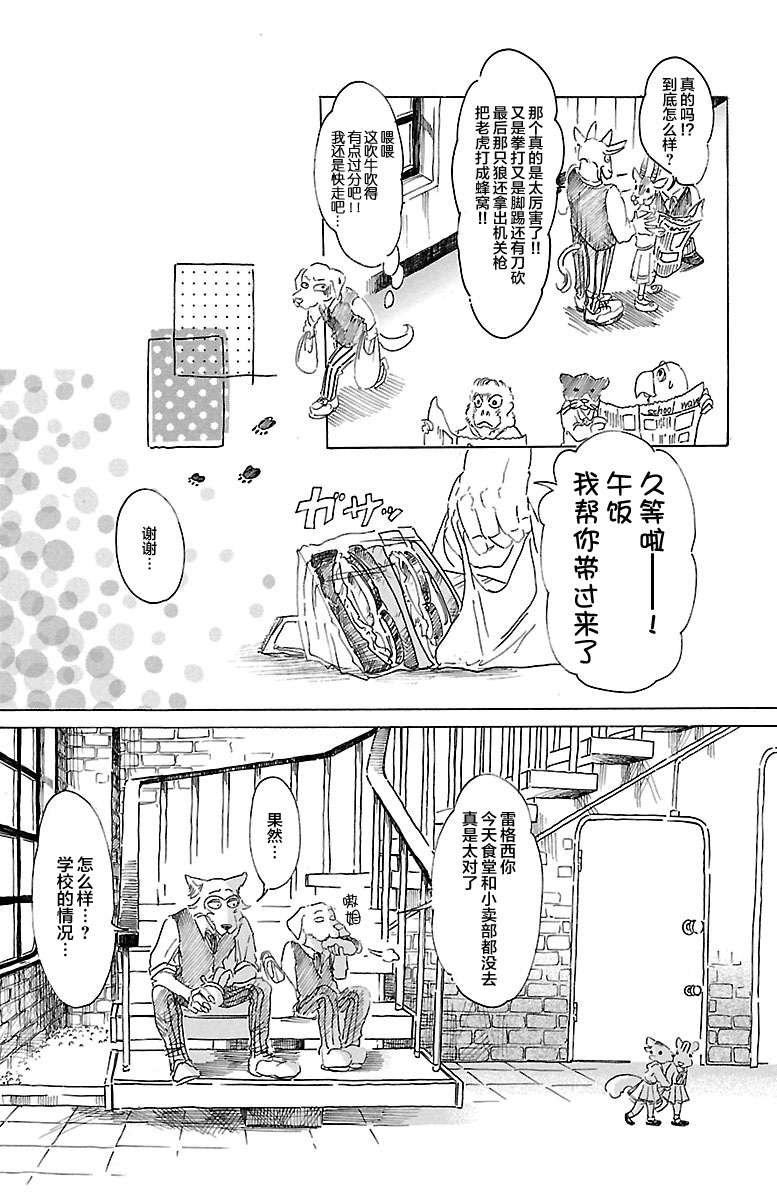 真的吗!?
到底怎么样?
那个真的是太厉害了!!
又是拳打又是脚踢还有刀砍
最后那只狼还拿出机关枪
把老虎打成蜂窝!!
喂喂
这吹牛吹得
有点过分吧!!
我还是快走吧…
school
久等啦——!
午饭
我帮你带过来了
ガサッ
谢谢…
雷格西你
今天食堂和小卖部都没去
真是太对了
果然…
嗷姆
怎么样…?
学校的情况…